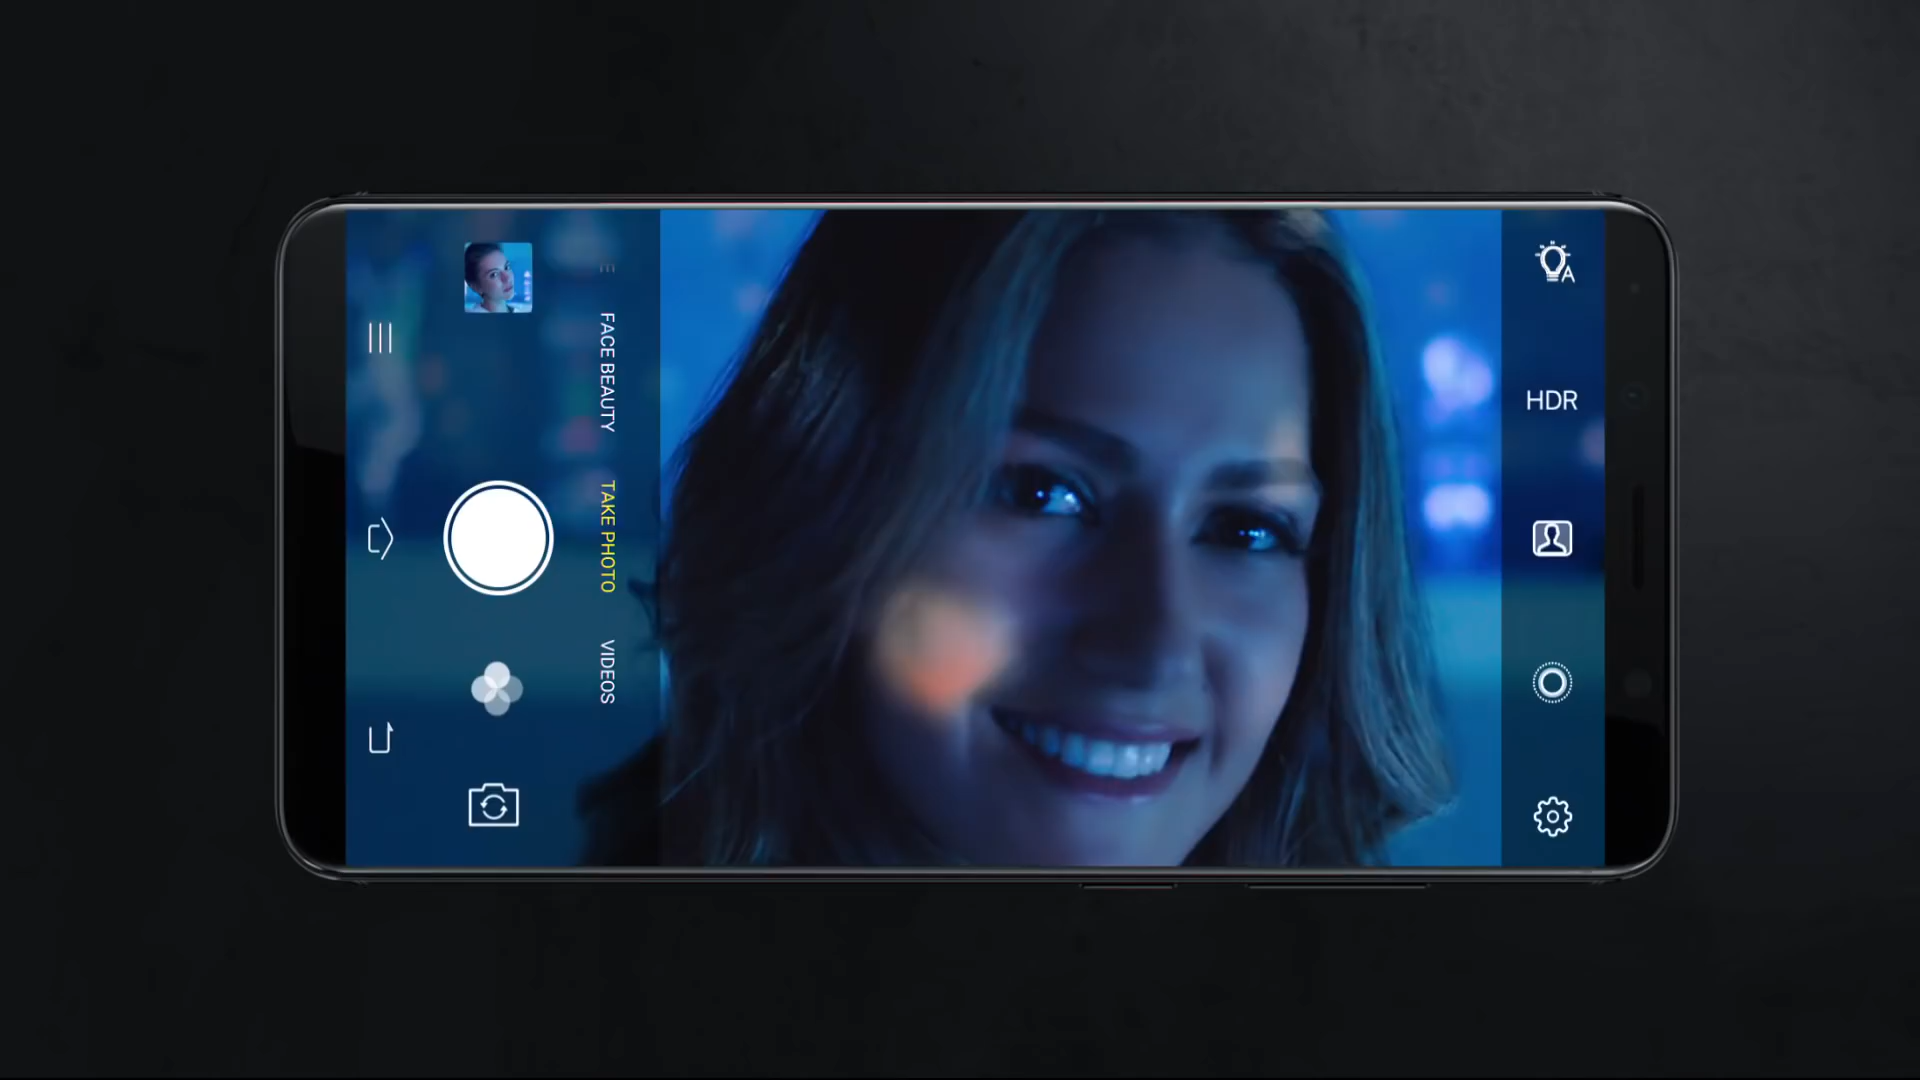 FACE BEAUTY
TAKE PHOTO
VIDEOS
HDR
A